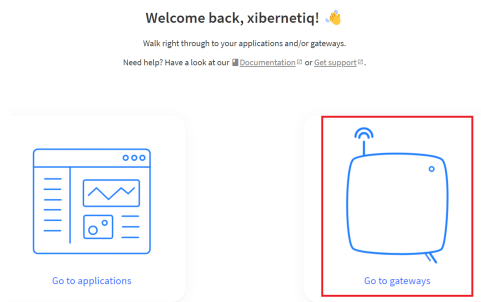 Welcome back, xibernetiq! 👋
Walk right through to your applications and/or gateways.
Need help? Have a look at our Documentation or Get support.
Go to applications
Go to gateways